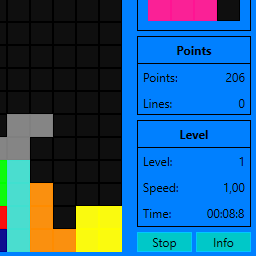 Points
Points: 206
Lines: 0
Level
Level: 1
Speed: 1,00
Time: 00:08:8
Stop Info